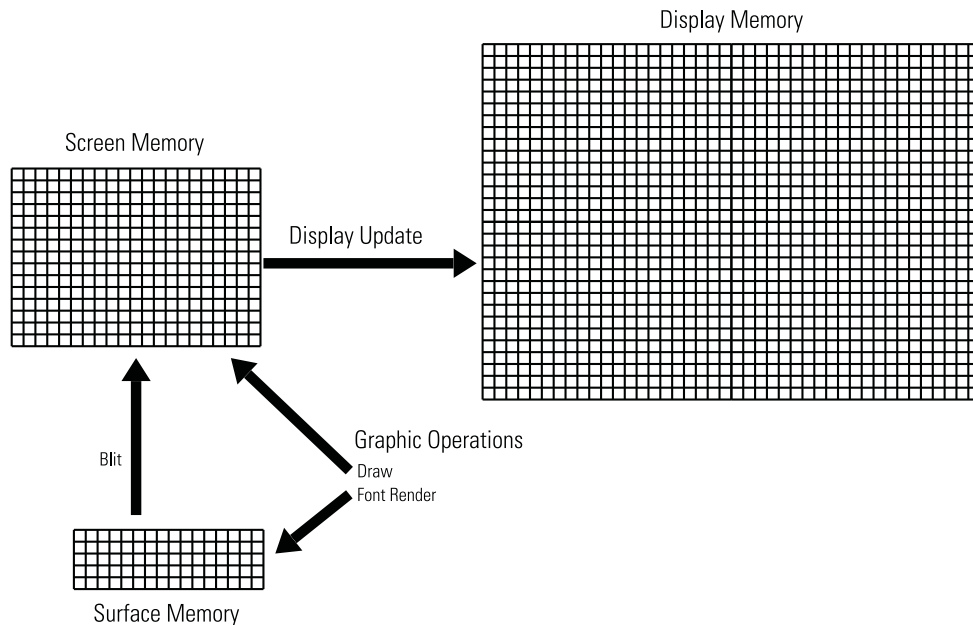 Display Memory
Screen Memory
Display Update
Graphic Operations
Draw
Font Render
Blit
Surface Memory